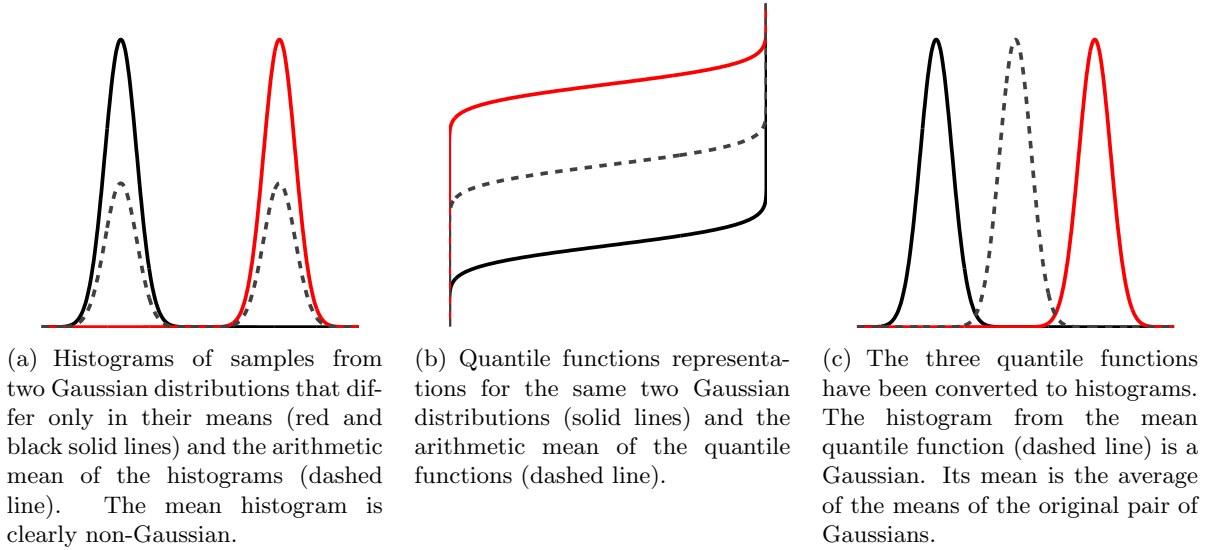 (a) Histograms of samples from
two Gaussian distributions that dif-
fer only in their means (red and
black solid lines) and the arithmetic
mean of the histograms (dashed
line). The mean histogram is
clearly non-Gaussian.
(b) Quantile functions representa-
tions for the same two Gaussian
distributions (solid lines) and the
arithmetic mean of the quantile
functions (dashed line).
(c) The three quantile functions
have been converted to histograms.
The histogram from the mean
quantile function (dashed line) is a
Gaussian. Its mean is the average
of the means of the original pair of
Gaussians.